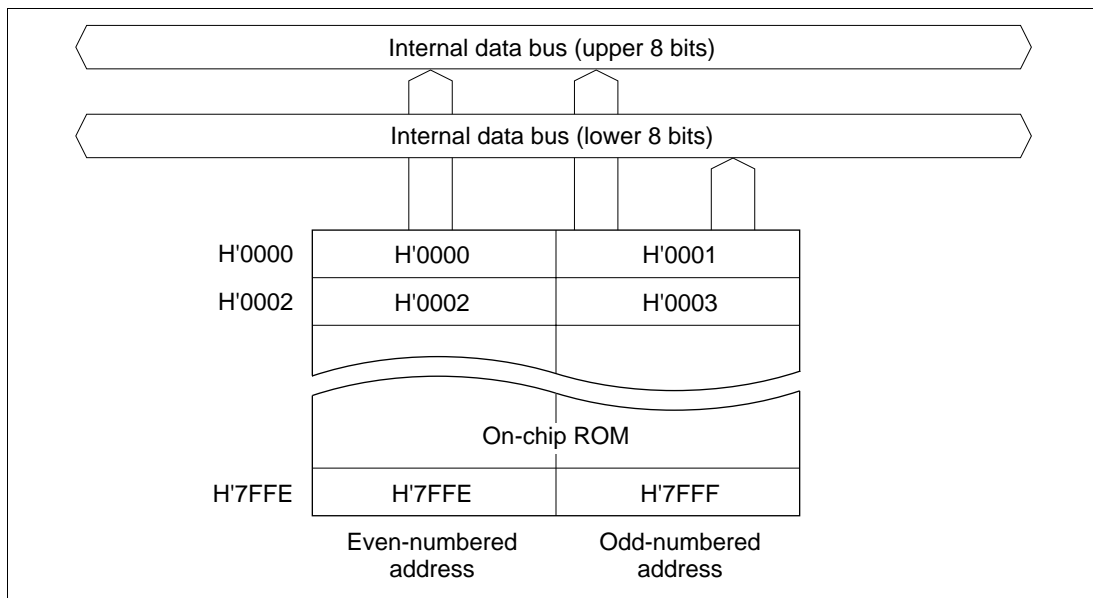 Internal data bus (upper 8 bits)
Internal data bus (lower 8 bits)
H'0000 H'0000 H'0001
H'0002 H'0002 H'0003
On-chip ROM
H'7FFE H'7FFE H'7FFF
Even-numbered Odd-numbered
address address